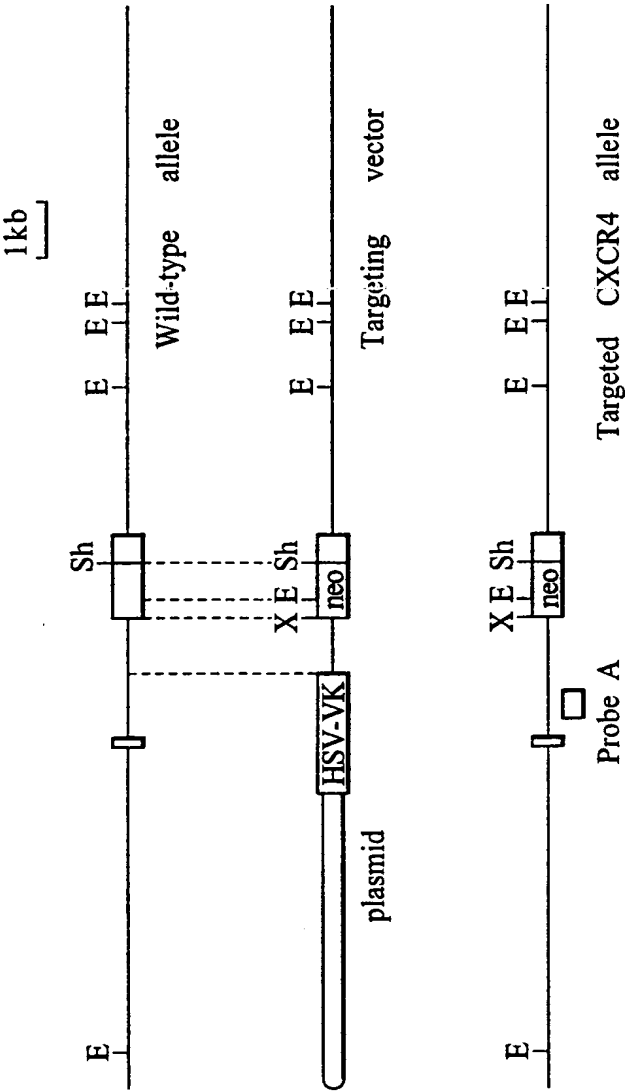 1kb
E Sh E E E
Wild-type allele
X E Sh E E E
HSV-VK neo
plasmid Targeting vector
E X E Sh E E E
neo
Probe A Targeted CXCR4 allele